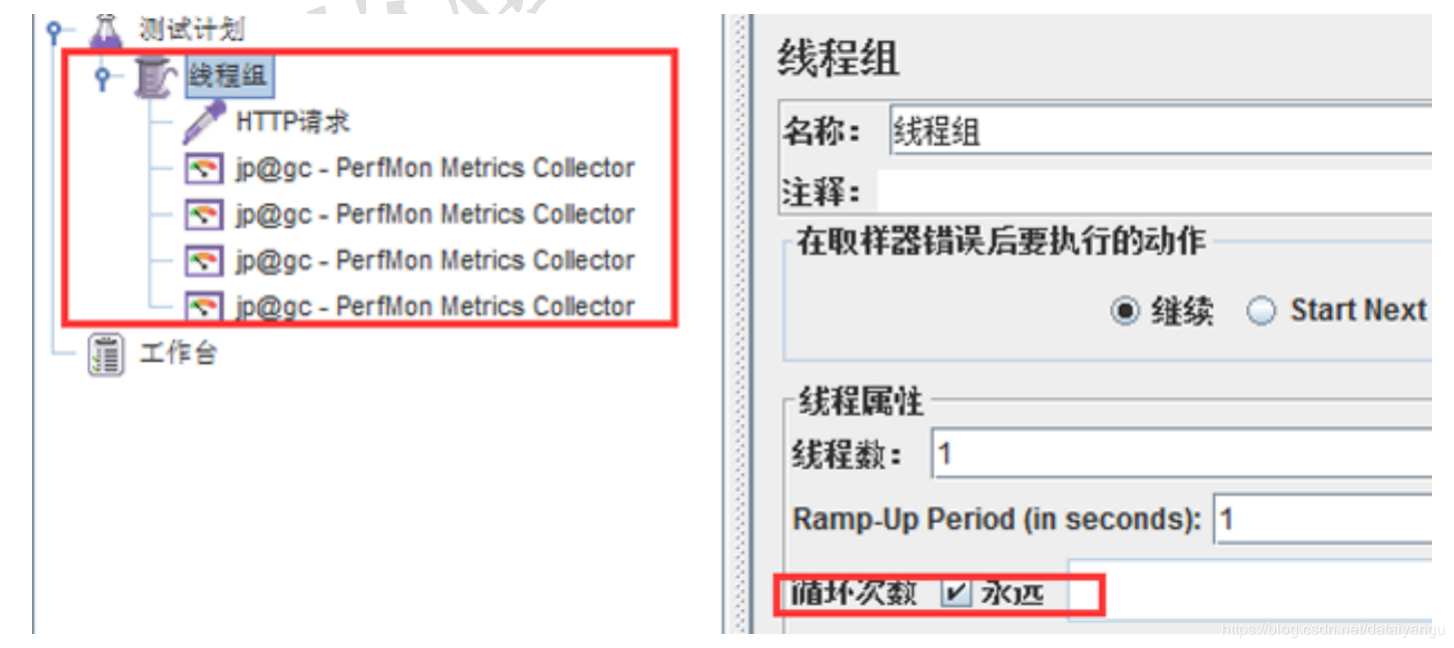 测试计划
线程组
HTTP请求
jp@gc - PerfMon Metrics Collector
jp@gc - PerfMon Metrics Collector
jp@gc - PerfMon Metrics Collector
jp@gc - PerfMon Metrics Collector
工作台
线程组
名称: 线程组
注释:
在取样器错误后要执行的动作
继续 Start Next
线程属性
线程数: 1
Ramp-Up Period (in seconds): 1
循环次数 永远
https://blog.csdn.net/dataiyangu